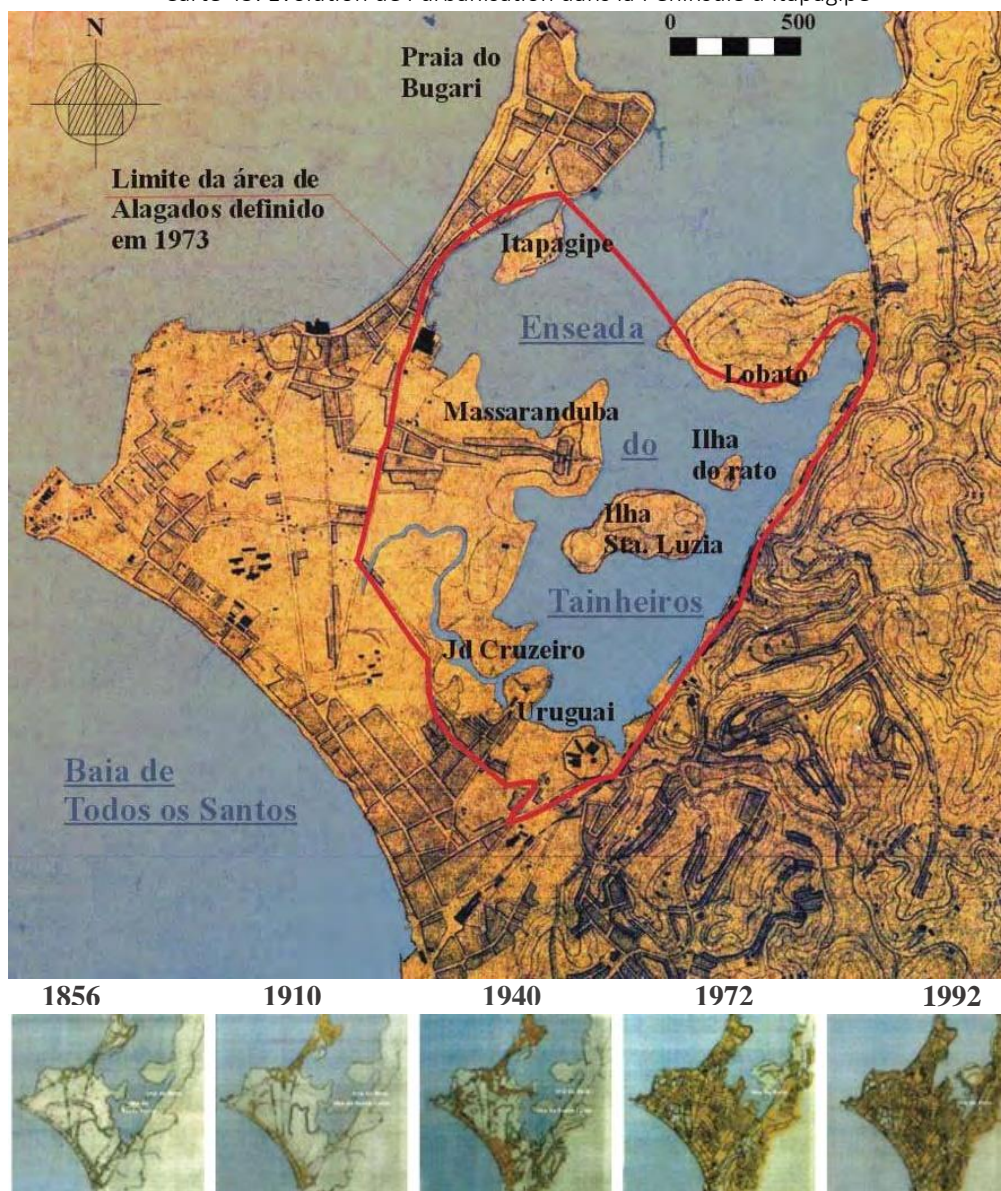 N
0 500
Praia do
Bugari
Limite da área de
Alagados definido
em 1973
Itapagipe
Enseada
Lobato
Massaranduba
do
Ilha
do rato
Ilha
Sta. Luzia
Tainheiros
Jd Cruzeiro
Uruguai
Baia de
Todos os Santos
1856 1910 1940 1972 1992